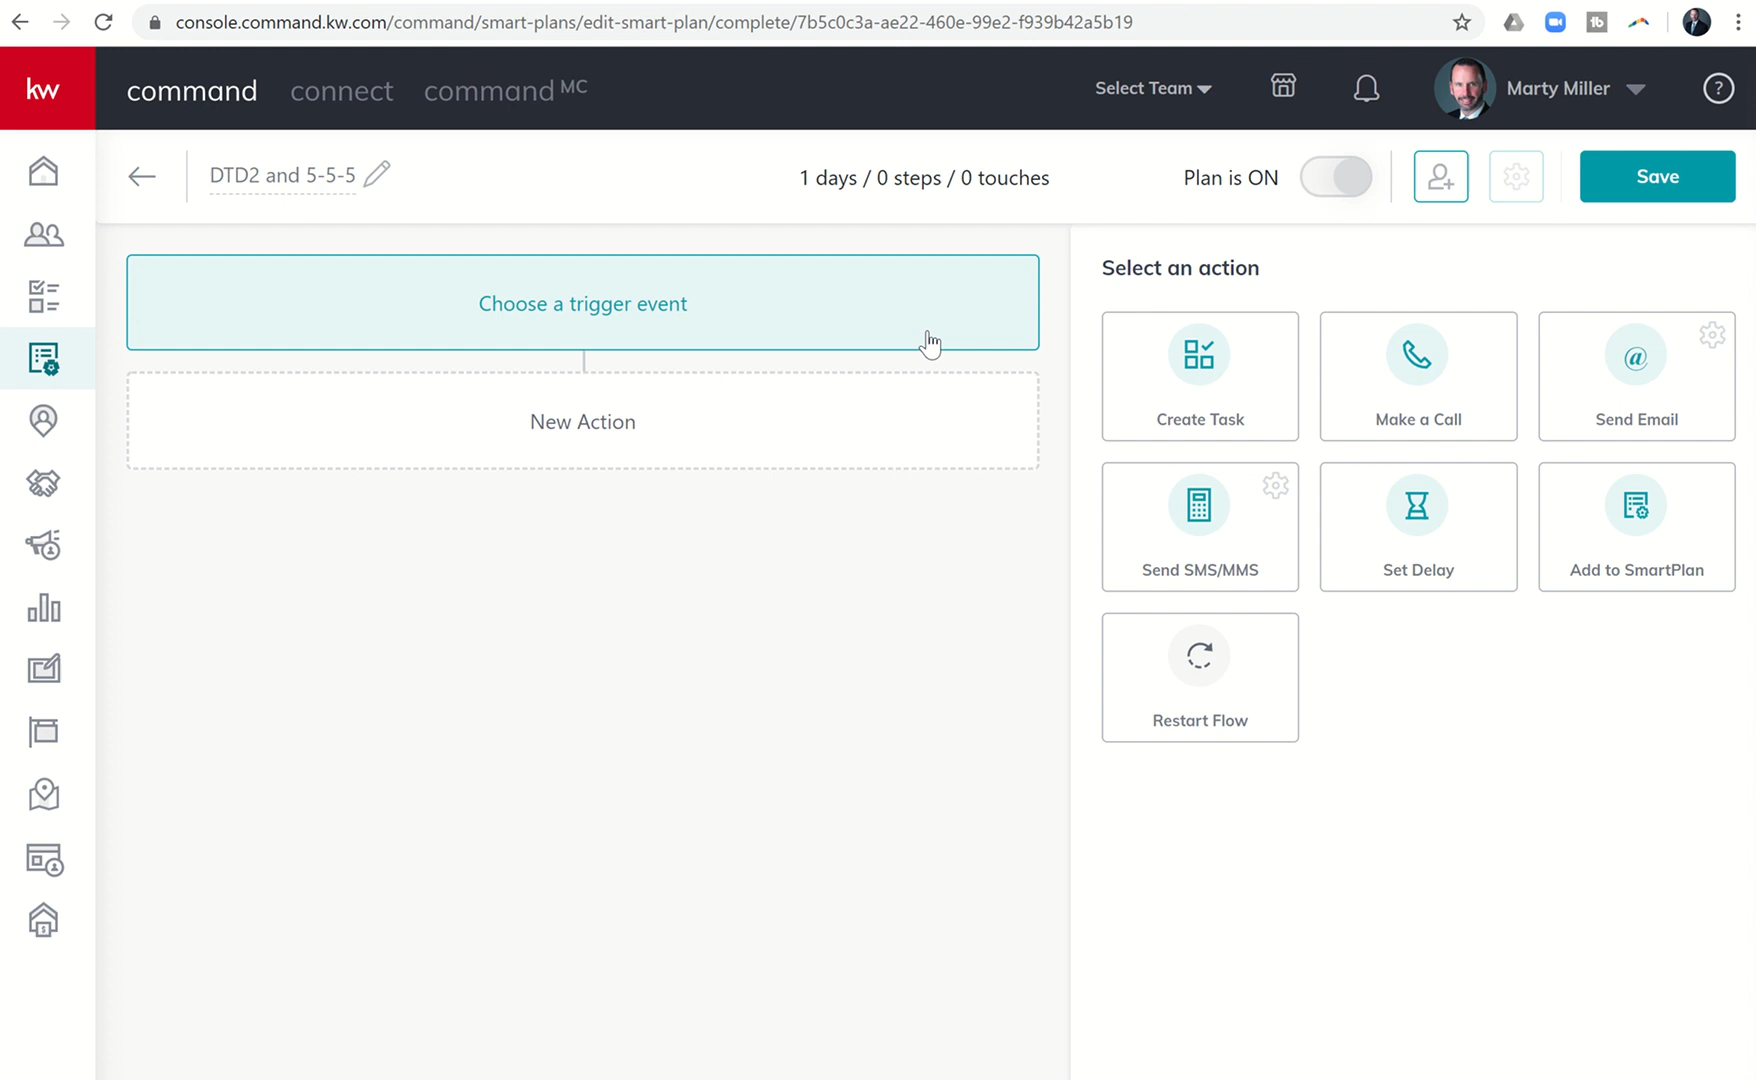 console.command.kw.com/command/smart-plans/edit-smart-plan/complete/7b5c0c3a-ae22-460e-99e2-f939b42a5b19
kw
command
connect
command MC
Select Team
Marty Miller
?
DTD2 and 5-5-5
1 days / 0 steps / 0 touches
Plan is ON
Save
Choose a trigger event
New Action
Select an action
Create Task
Make a Call
@
Send Email
Send SMS/MMS
Set Delay
Add to SmartPlan
Restart Flow
$
tb